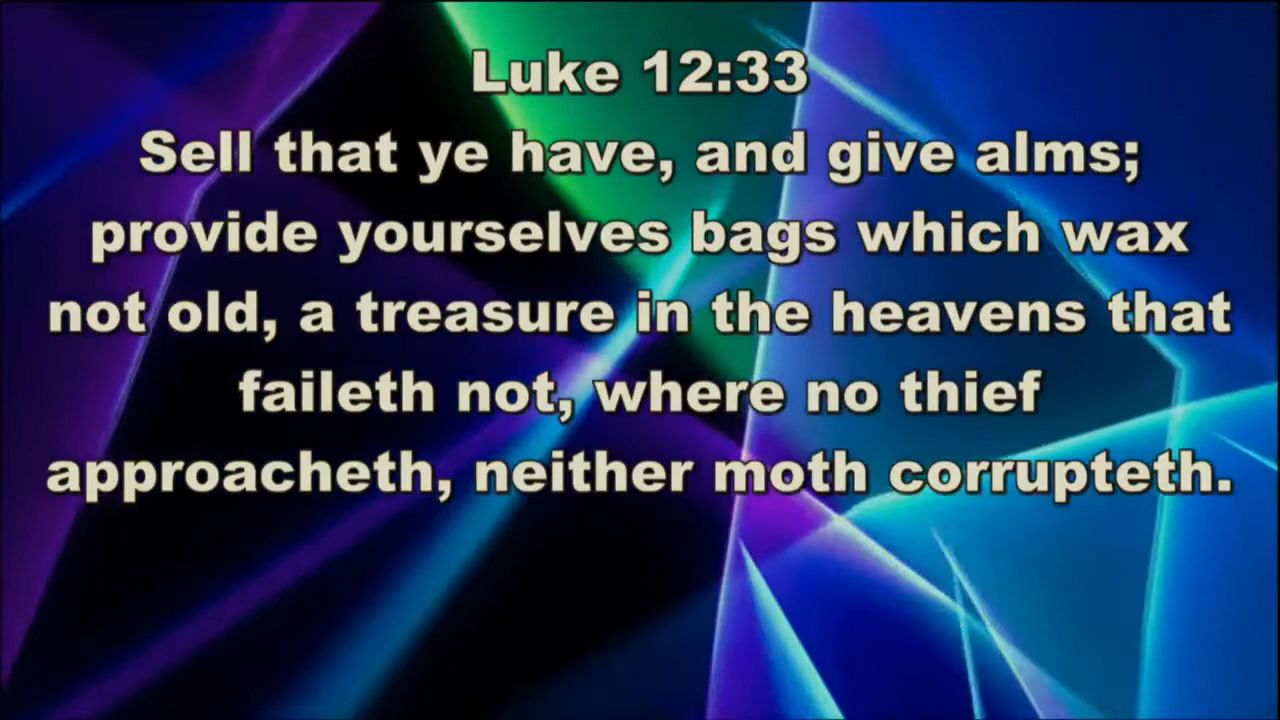 Luke 12:33
Sell that ye have, and give alms;
provide yourselves bags which wax
not old, a treasure in the heavens that
faileth not, where no thief
approacheth, neither moth corrupteth.